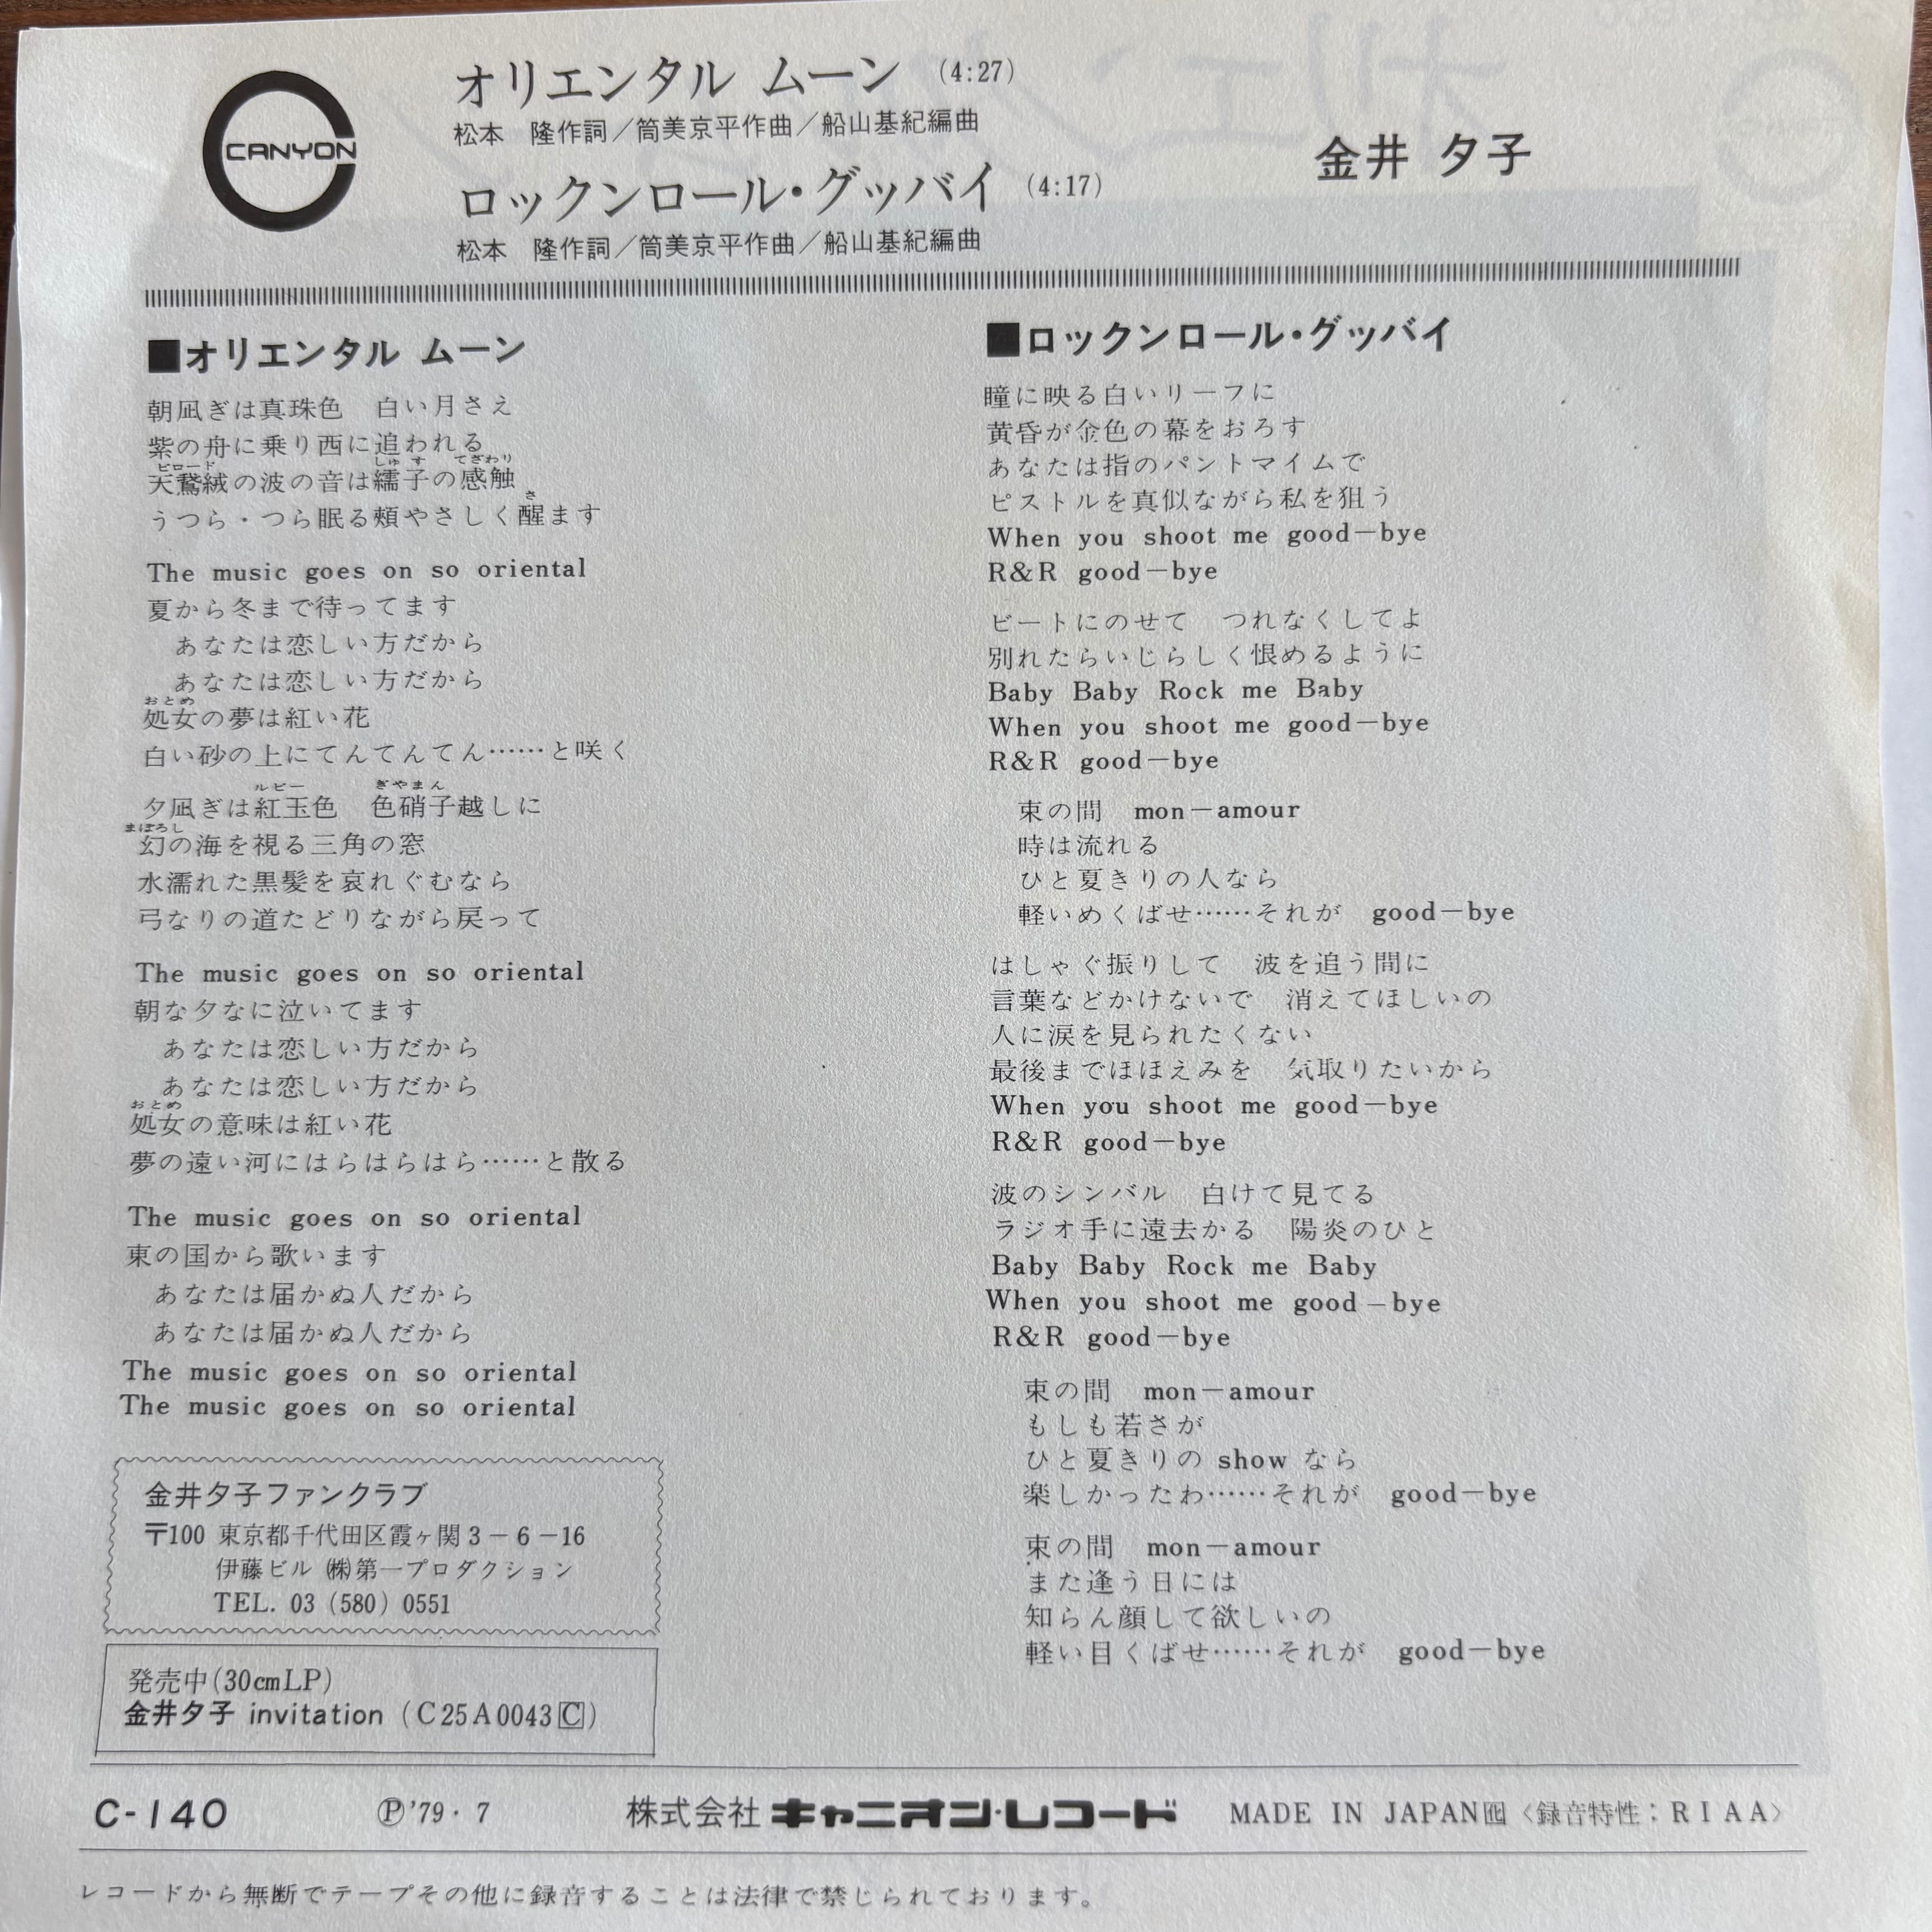 CANYON
オリエンタル ムーン (4:27)
松本　隆作詞／筒美京平作曲／船山基紀編曲
ロックンロール・グッバイ (4:17)
松本　隆作詞／筒美京平作曲／船山基紀編曲
金井 夕子
■オリエンタル ムーン
朝凪ぎは真珠色　白い月さえ
紫の舟に乗り西に追われる
ビロード　しゅ す　てざわり
天鵞絨の波の音は繻子の感触
さ
うつら・つら眠る頬やさしく醒ます
The music goes on so oriental
夏から冬まで待ってます
あなたは恋しい方だから
あなたは恋しい方だから
おとめ
処女の夢は紅い花
白い砂の上にてんてんてん……と咲く
ルビー　ぎやまん
夕凪ぎは紅玉色　色硝子越しに
まぼろし
幻の海を視る三角の窓
水濡れた黒髪を哀れぐむなら
弓なりの道たどりながら戻って
The music goes on so oriental
朝な夕なに泣いてます
あなたは恋しい方だから
あなたは恋しい方だから
おとめ
処女の意味は紅い花
夢の遠い河にはらはらはら……と散る
The music goes on so oriental
東の国から歌います
あなたは届かぬ人だから
あなたは届かぬ人だから
The music goes on so oriental
The music goes on so oriental
金井夕子ファンクラブ
〒100 東京都千代田区霞ヶ関3－6－16
伊藤ビル ㈱第一プロダクション
TEL. 03 (580) 0551
発売中(30cmLP)
金井夕子 invitation (C25A0043🄲)
■ロックンロール・グッバイ
瞳に映る白いリーフに
黄昏が金色の幕をおろす
あなたは指のパントマイムで
ピストルを真似ながら私を狙う
When you shoot me good－bye
R&R good－bye
ビートにのせて　つれなくしてよ
別れたらいじらしく恨めるように
Baby Baby Rock me Baby
When you shoot me good－bye
R&R good－bye
束の間　mon－amour
時は流れる
ひと夏きりの人なら
軽いめくばせ……それが　good－bye
はしゃぐ振りして　波を追う間に
言葉などかけないで　消えてほしいの
人に涙を見られたくない
最後までほほえみを　気取りたいから
When you shoot me good－bye
R&R good－bye
波のシンバル　白けて見てる
ラジオ手に遠去かる　陽炎のひと
Baby Baby Rock me Baby
When you shoot me good－bye
R&R good－bye
束の間　mon－amour
もしも若さが
ひと夏きりの show なら
楽しかったわ……それが　good－bye
束の間　mon－amour
また逢う日には
知らん顔して欲しいの
軽い目くばせ……それが　good－bye
C-140
Ⓟ'79・7
株式会社 キャニオン・レコード
MADE IN JAPAN 〈録音特性：RIAA〉
レコードから無断でテープその他に録音することは法律で禁じられております。